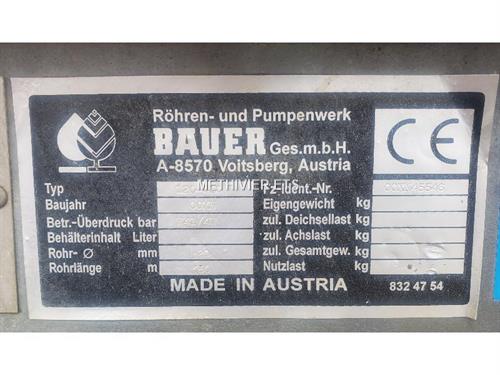 Röhren- und Pumpenwerk
BAUER Ges.m.b.H.
A-8570 Voitsberg, Austria
CE
METHIVIER ETS
Typ Fz.-Ident.-Nr.
Baujahr Eigengewicht kg
Betr.-Überdruck bar zul. Deichsellast kg
Behälterinhalt Liter zul. Achslast kg
Rohr- Ø mm zul. Gesamtgew. kg
Rohrlänge m Nutzlast kg
MADE IN AUSTRIA 832 47 54